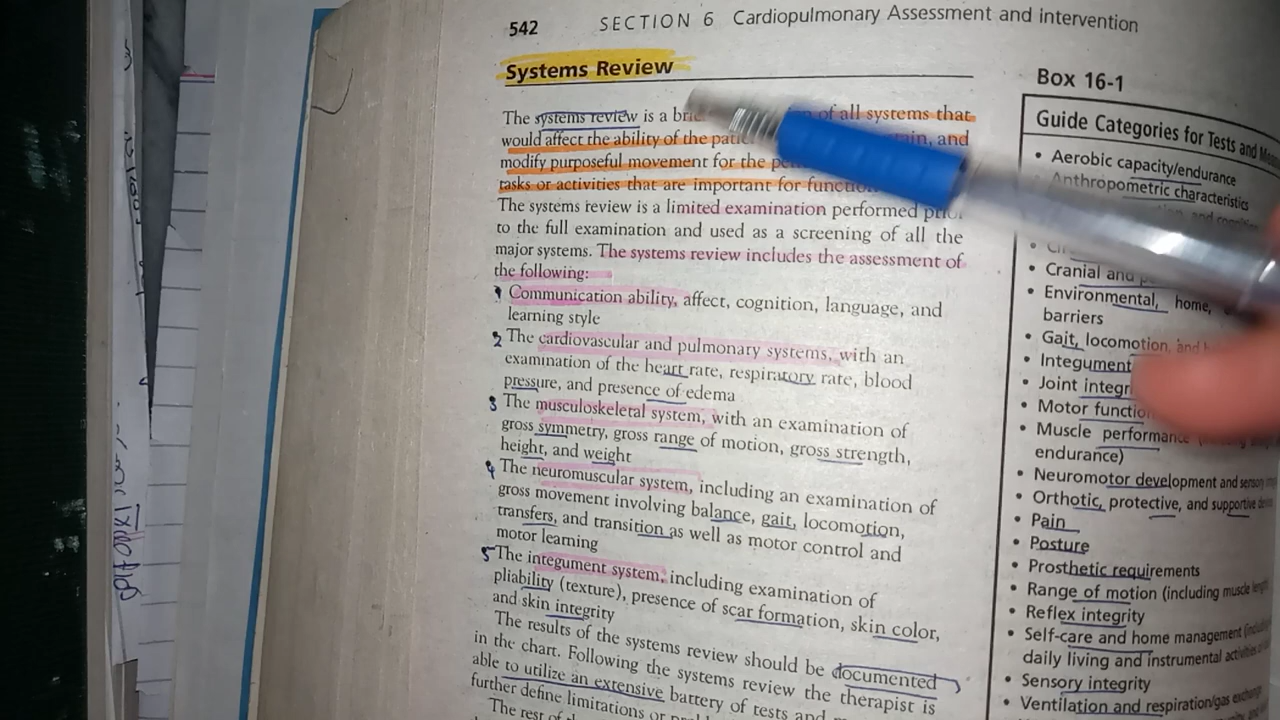 542
SECTION 6 Cardiopulmonary Assessment and intervention
Systems Review
The systems review is a of all systems that
would affect the ability of the and
modify purposeful movement for the
tasks or activities that are important for
The systems review is a limited examination performed
to the full examination and used as a screening of all the
major systems. The systems review includes the assessment of
the following:
1 Communication ability, affect, cognition, language, and
learning style
2 The cardiovascular and pulmonary systems, with an
examination of the heart rate, respiratory rate, blood
pressure, and presence of edema
3 The musculoskeletal system, with an examination of
gross symmetry, gross range of motion, gross strength,
height, and weight
4 The neuromuscular system, including an examination of
gross movement involving balance, gait, locomotion,
transfers, and transition as well as motor control and
motor learning
5 The integument system, including examination of
pliability (texture), presence of scar formation, skin color,
and skin integrity
The results of the systems review should be documented
in the chart. Following the systems review the therapist is
able to utilize an extensive battery of tests and
further define limitations or
The rest of
Box 16-1
Guide Categories for Tests and
• Aerobic capacity/endurance
• Anthropometric characteristics
• Cranial and
• Environmental, home,
barriers
• Gait, locomotion, and
•
• Joint
• Motor
• Muscle performance
endurance)
• Neuromotor development and sensory
• Orthotic, protective, and supportive
• Pain
• Posture
• Prosthetic requirements
• Range of motion (including muscle
• Reflex integrity
• Self-care and home management
daily living and instrumental activities
• Sensory integrity
• Ventilation and respiration/gas